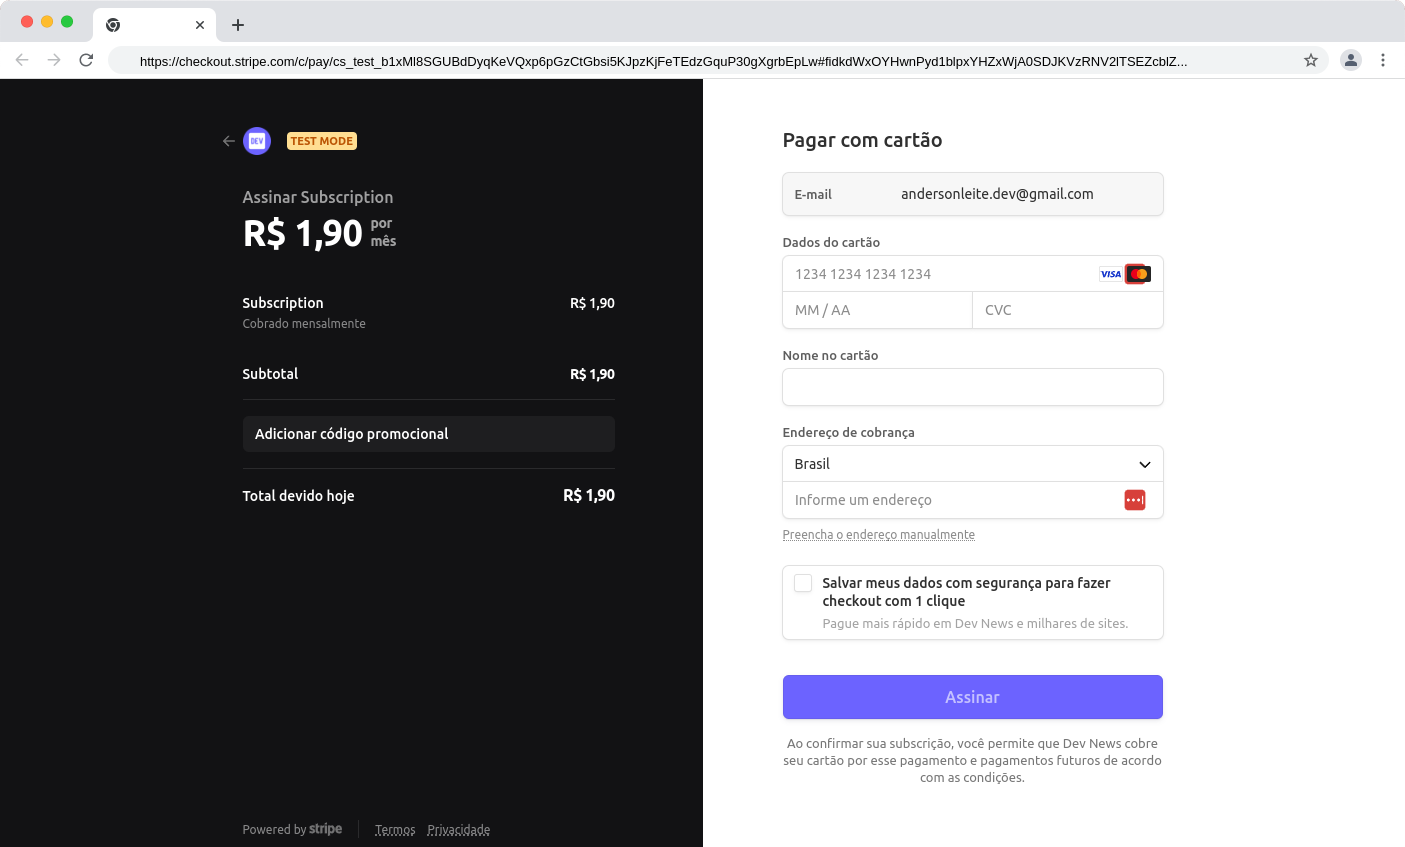 https://checkout.stripe.com/c/pay/cs_test_b1xMl8SGUBdDyqKeVQxp6pGzCtGbsi5KJpzKjFeTEdzGquP30gXgrbEpLw#fidkdWxOYHwnPyd1blpxYHZxWjA0SDJKVzRNV2lTSEZcblZ...
DEV
TEST MODE
Assinar Subscription
R$ 1,90 por mês
Subscription R$ 1,90
Cobrado mensalmente
Subtotal R$ 1,90
Adicionar código promocional
Total devido hoje R$ 1,90
Powered by stripe Termos Privacidade
Pagar com cartão
E-mail andersonleite.dev@gmail.com
Dados do cartão
1234 1234 1234 1234 VISA
MM / AA CVC
Nome no cartão
Endereço de cobrança
Brasil
Informe um endereço
Preencha o endereço manualmente
Salvar meus dados com segurança para fazer
checkout com 1 clique
Pague mais rápido em Dev News e milhares de sites.
Assinar
Ao confirmar sua subscrição, você permite que Dev News cobre
seu cartão por esse pagamento e pagamentos futuros de acordo
com as condições.